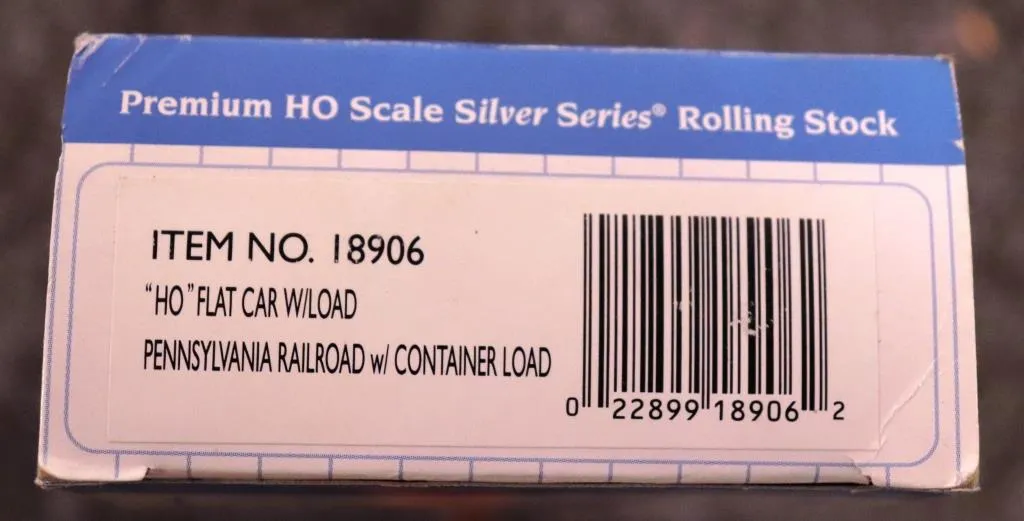 Premium HO Scale Silver Series® Rolling Stock
ITEM NO. 18906
"HO" FLAT CAR W/LOAD
PENNSYLVANIA RAILROAD w/ CONTAINER LOAD
0 22899 18906 2